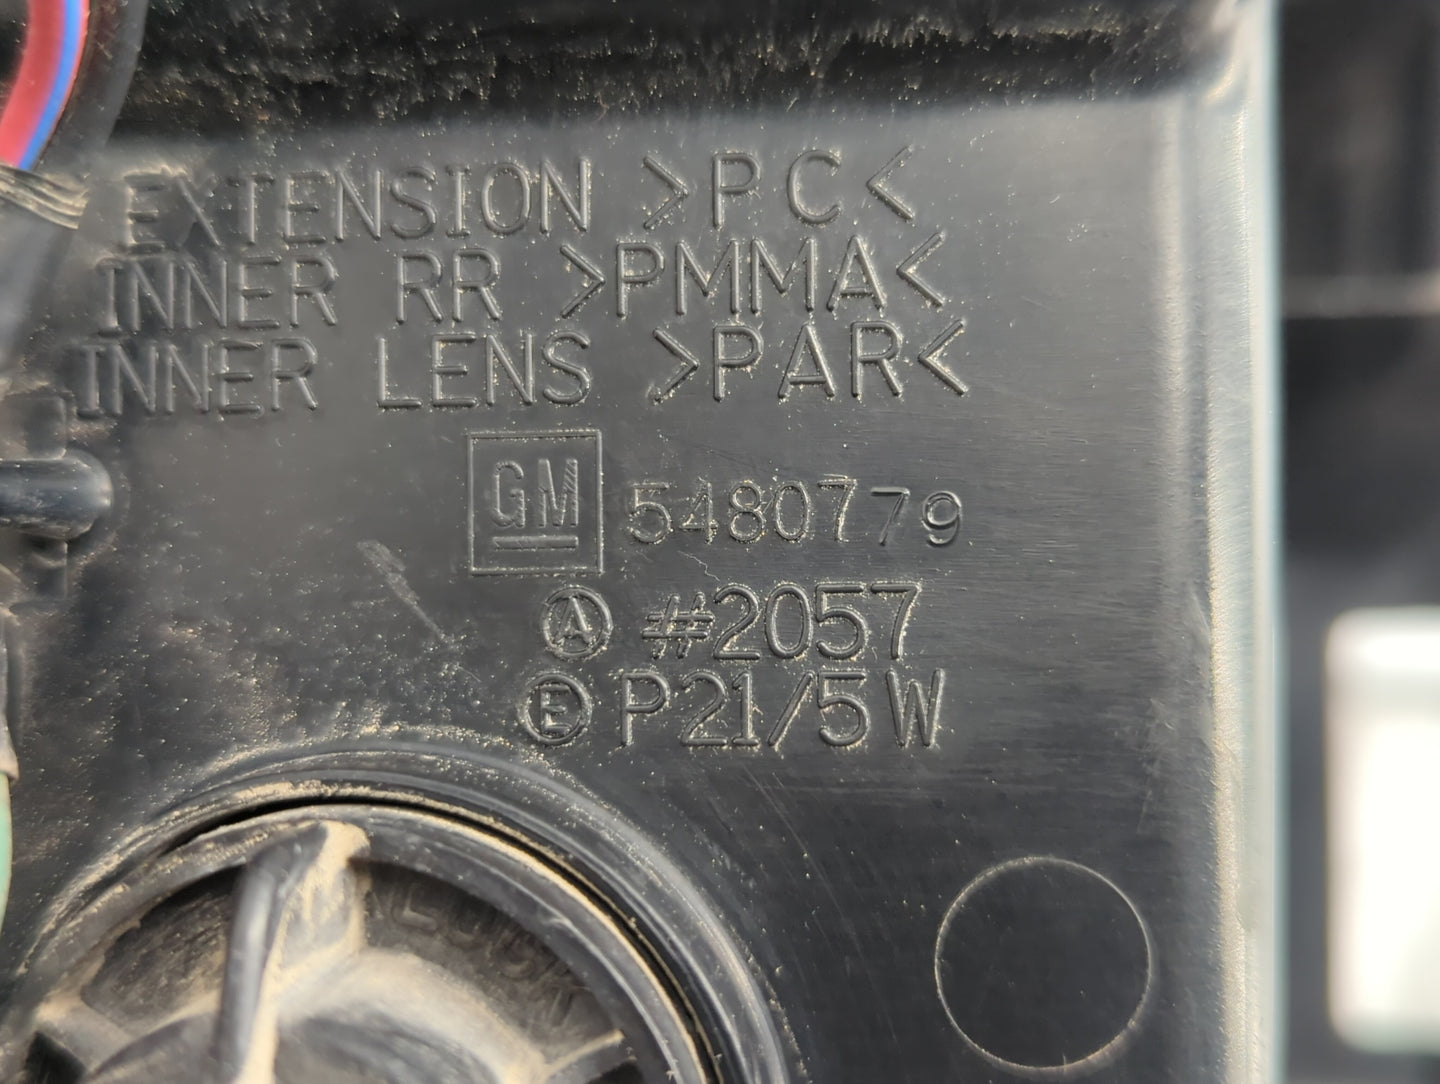 EXTENSION >PC<
INNER RR >PMMA<
INNER LENS >PAR<
GM 5480779
Ⓐ #2057
Ⓔ P21/5W